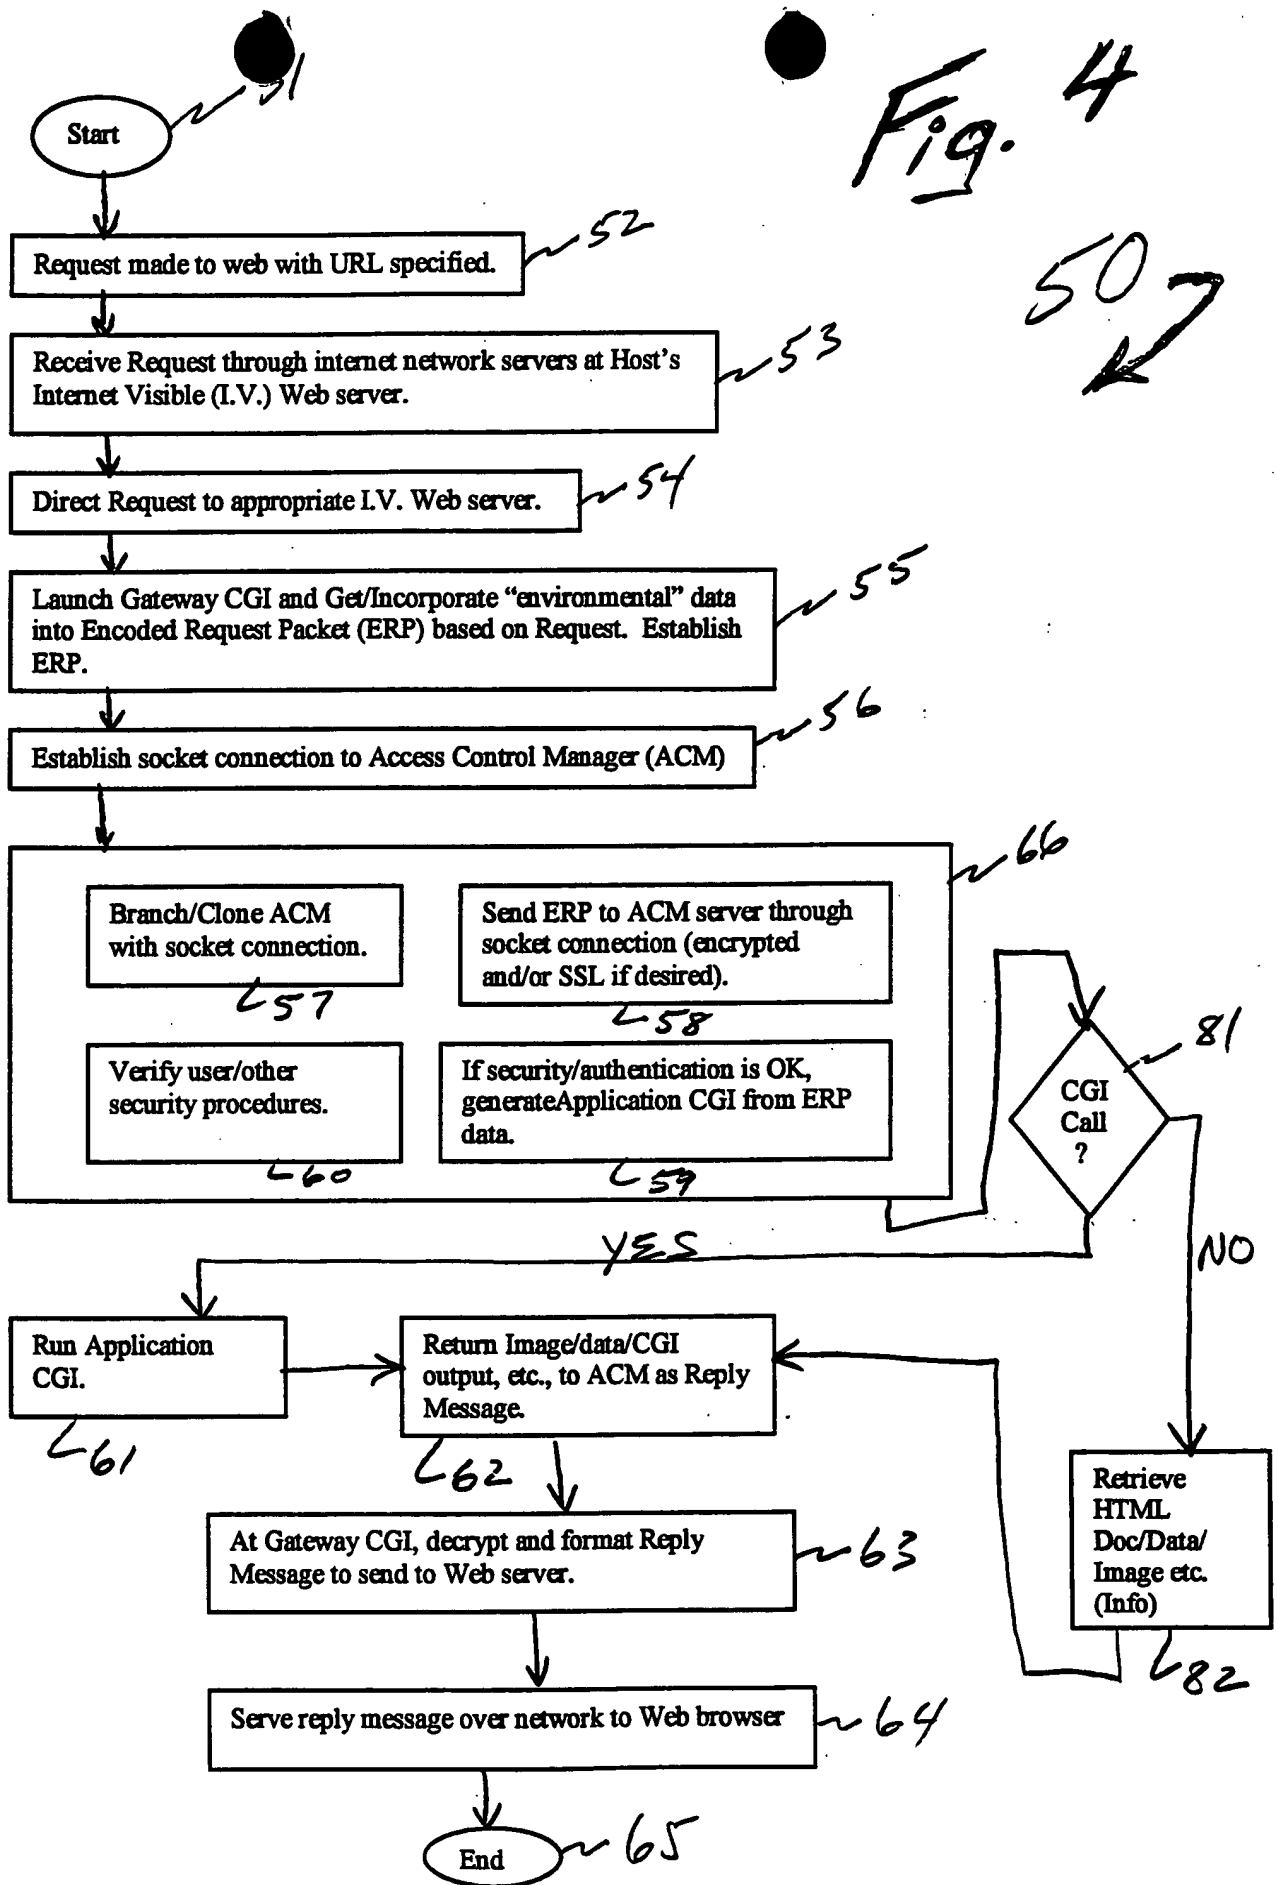 Fig. 4
50
51
Start
52
Request made to web with URL specified.
53
Receive Request through internet network servers at Host's
Internet Visible (I.V.) Web server.
54
Direct Request to appropriate I.V. Web server.
55
Launch Gateway CGI and Get/Incorporate “environmental” data
into Encoded Request Packet (ERP) based on Request. Establish
ERP.
56
Establish socket connection to Access Control Manager (ACM)
66
Branch/Clone ACM
with socket connection.
57
Send ERP to ACM server through
socket connection (encrypted
and/or SSL if desired).
58
Verify user/other
security procedures.
60
If security/authentication is OK,
generateApplication CGI from ERP
data.
59
81
CGI
Call
?
YES
NO
Run Application
CGI.
61
Return Image/data/CGI
output, etc., to ACM as Reply
Message.
62
Retrieve
HTML
Doc/Data/
Image etc.
(Info)
82
At Gateway CGI, decrypt and format Reply
Message to send to Web server.
63
Serve reply message over network to Web browser
64
End
65